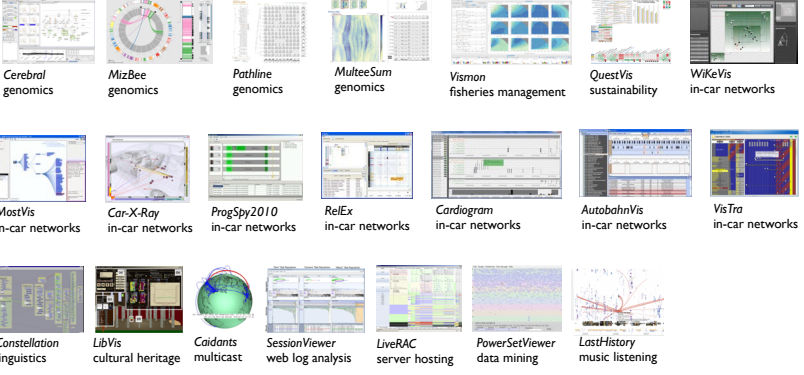 Cerebral
genomics
MizBee
genomics
Pathline
genomics
MulteeSum
genomics
Vismon
fisheries management
QuestVis
sustainability
WiKeVis
in-car networks
MostVis
in-car networks
Car-X-Ray
in-car networks
ProgSpy2010
in-car networks
RelEx
in-car networks
Cardiogram
in-car networks
AutobahnVis
in-car networks
VisTra
in-car networks
Constellation
linguistics
LibVis
cultural heritage
Caidants
multicast
SessionViewer
web log analysis
LiveRAC
server hosting
PowerSetViewer
data mining
LastHistory
music listening